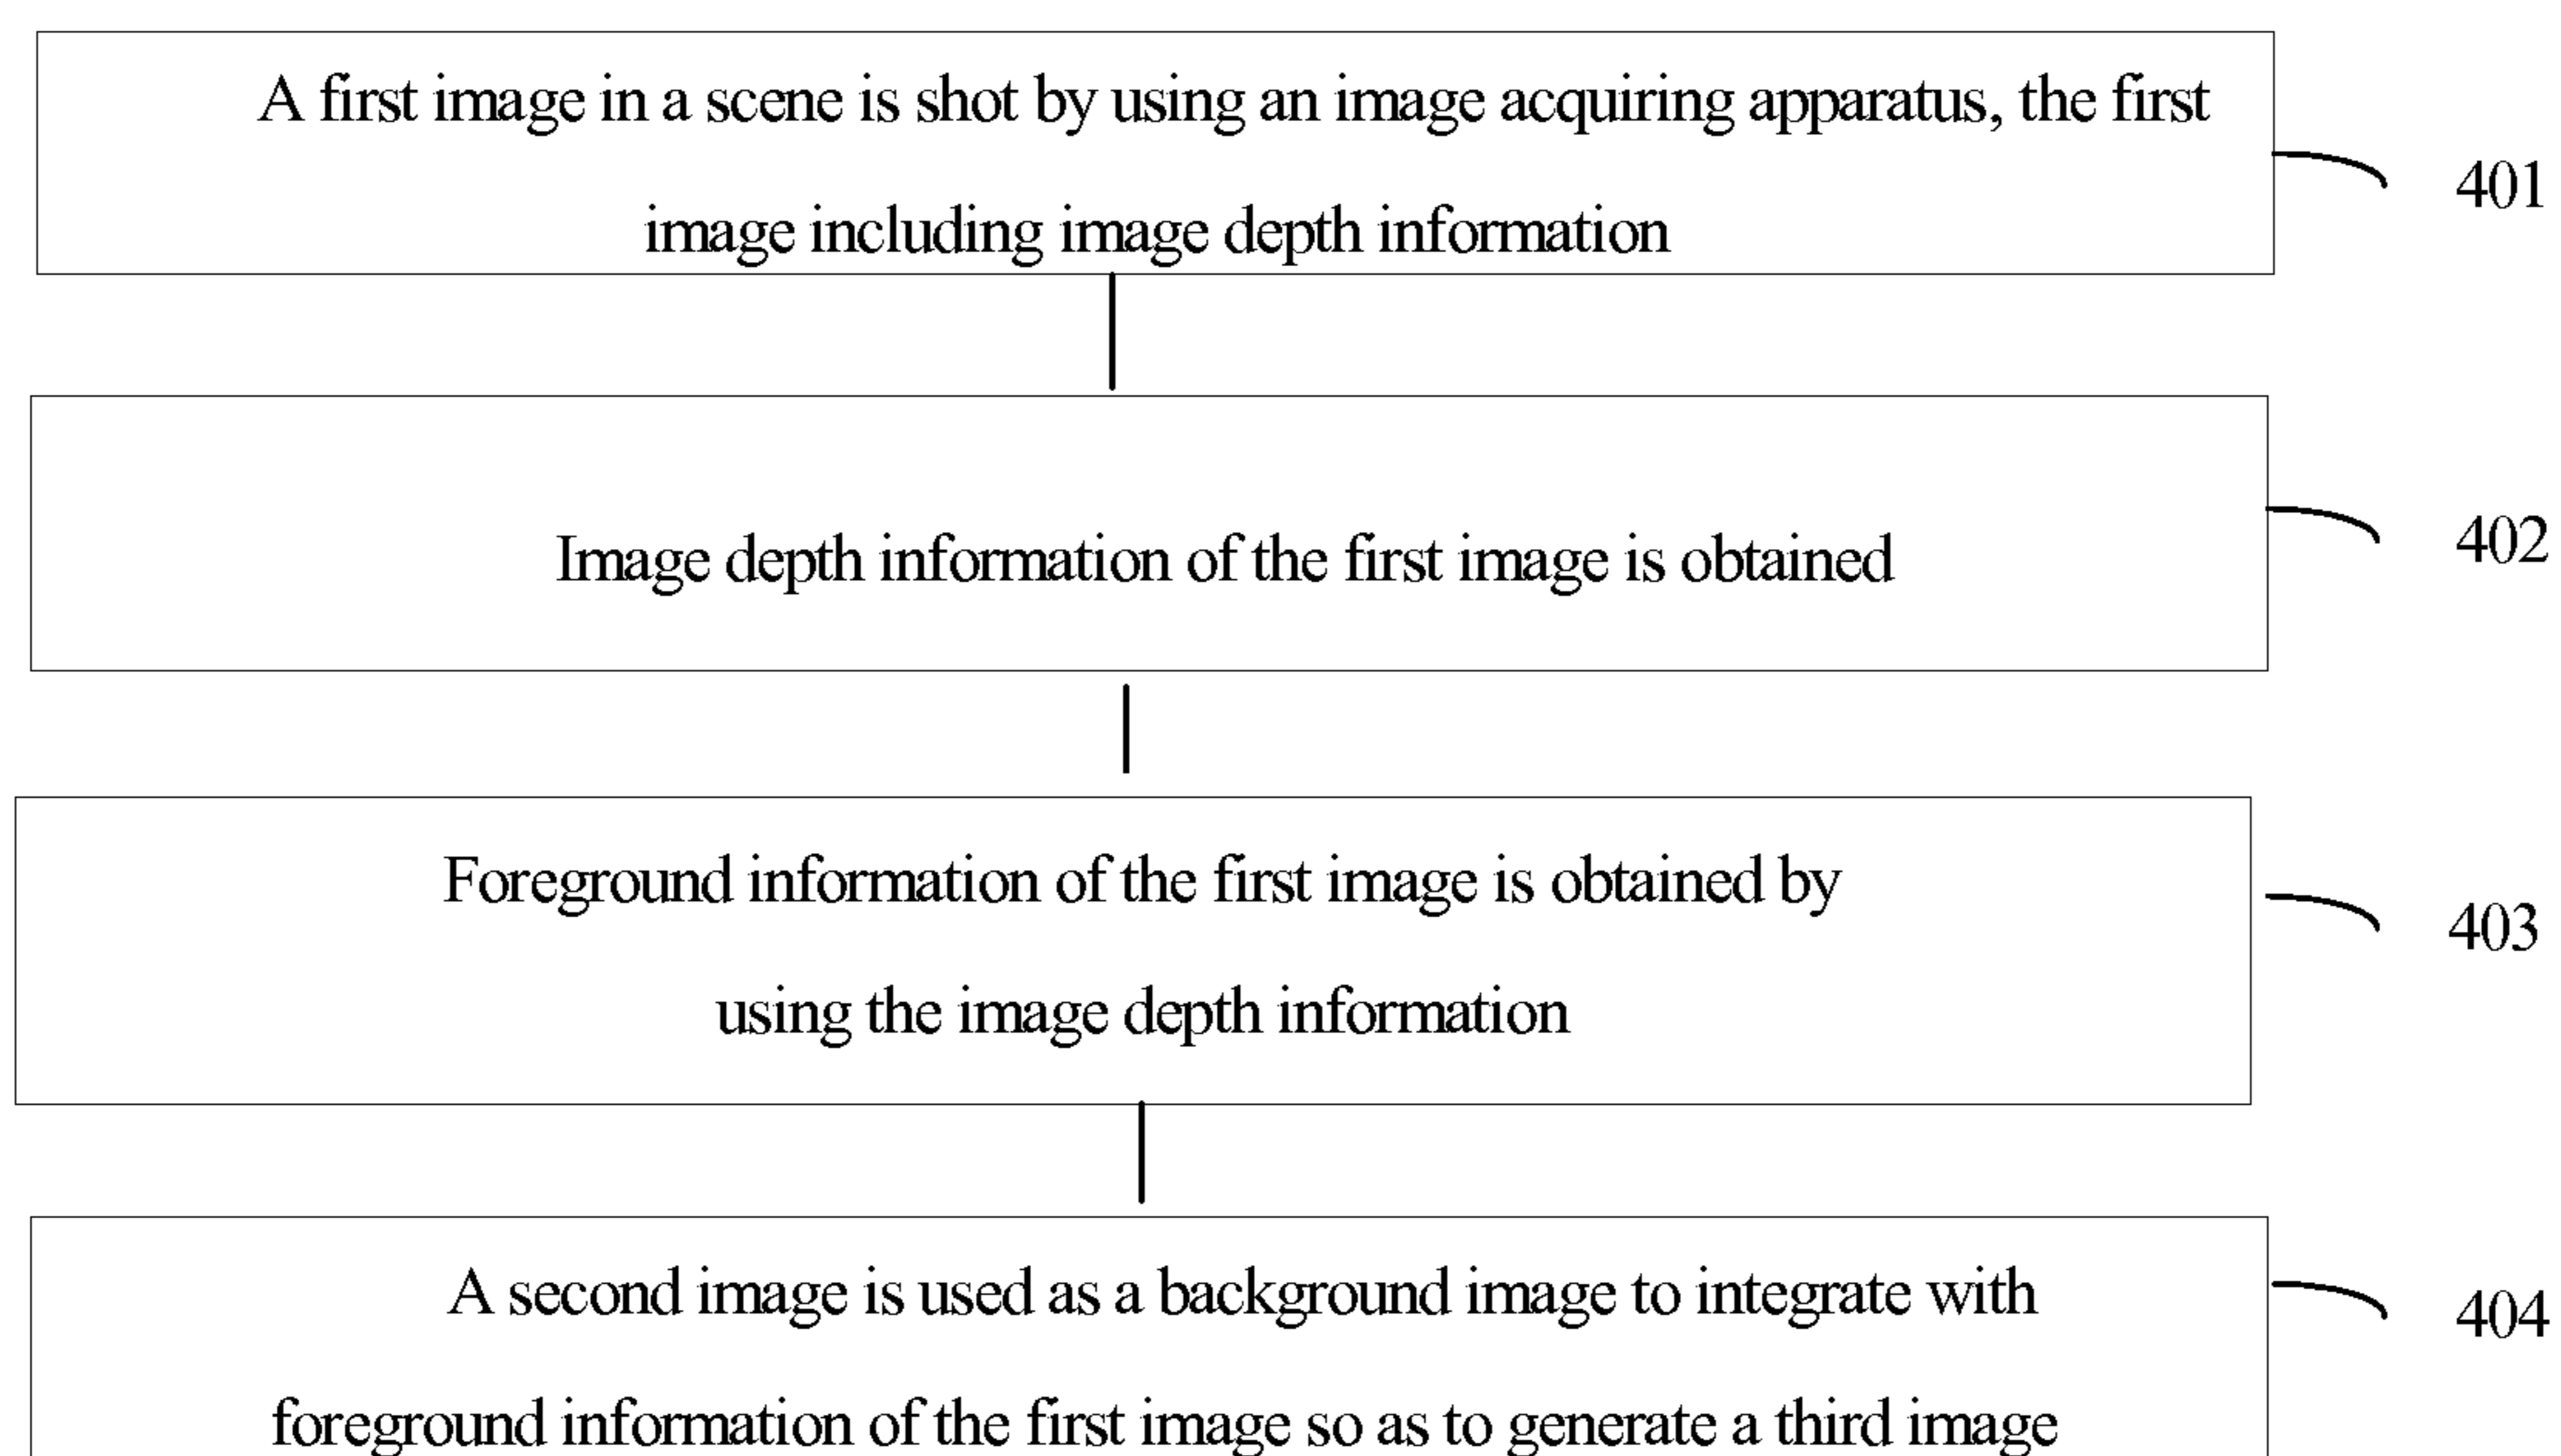 A first image in a scene is shot by using an image acquiring apparatus, the first
image including image depth information
401
Image depth information of the first image is obtained
402
Foreground information of the first image is obtained by
using the image depth information
403
A second image is used as a background image to integrate with
foreground information of the first image so as to generate a third image
404